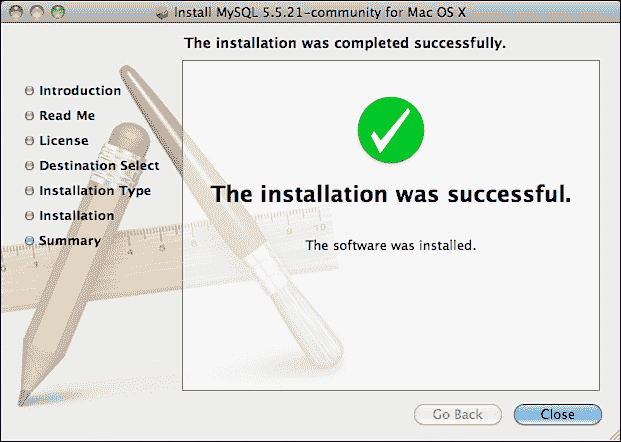 Install MySQL 5.5.21-community for Mac OS X
The installation was completed successfully.
Introduction
Read Me
License
Destination Select
Installation Type
Installation
Summary
The installation was successful.
The software was installed.
Go Back
Close